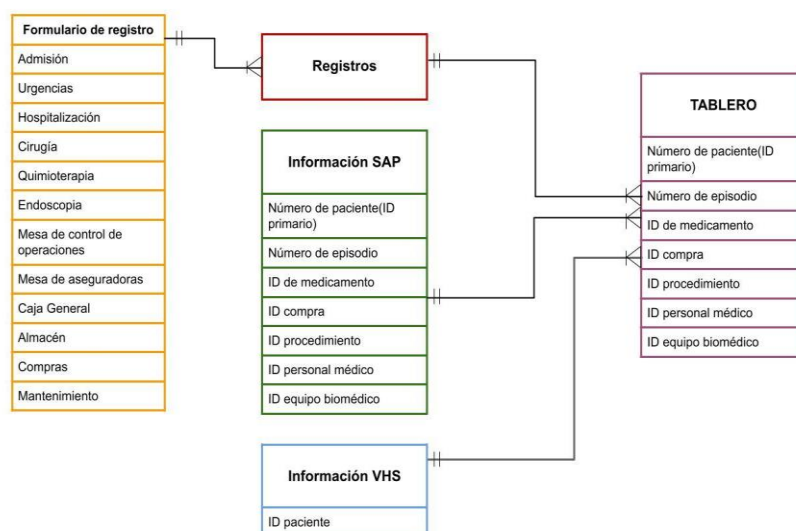 Formulario de registro
Admisión
Urgencias
Hospitalización
Cirugía
Quimioterapia
Endoscopia
Mesa de control de
operaciones
Mesa de aseguradoras
Caja General
Almacén
Compras
Mantenimiento
Registros
Información SAP
Número de paciente(ID
primario)
Número de episodio
ID de medicamento
ID compra
ID procedimiento
ID personal médico
ID equipo biomédico
Información VHS
ID paciente
TABLERO
Número de paciente(ID
primario)
Número de episodio
ID de medicamento
ID compra
ID procedimiento
ID personal médico
ID equipo biomédico